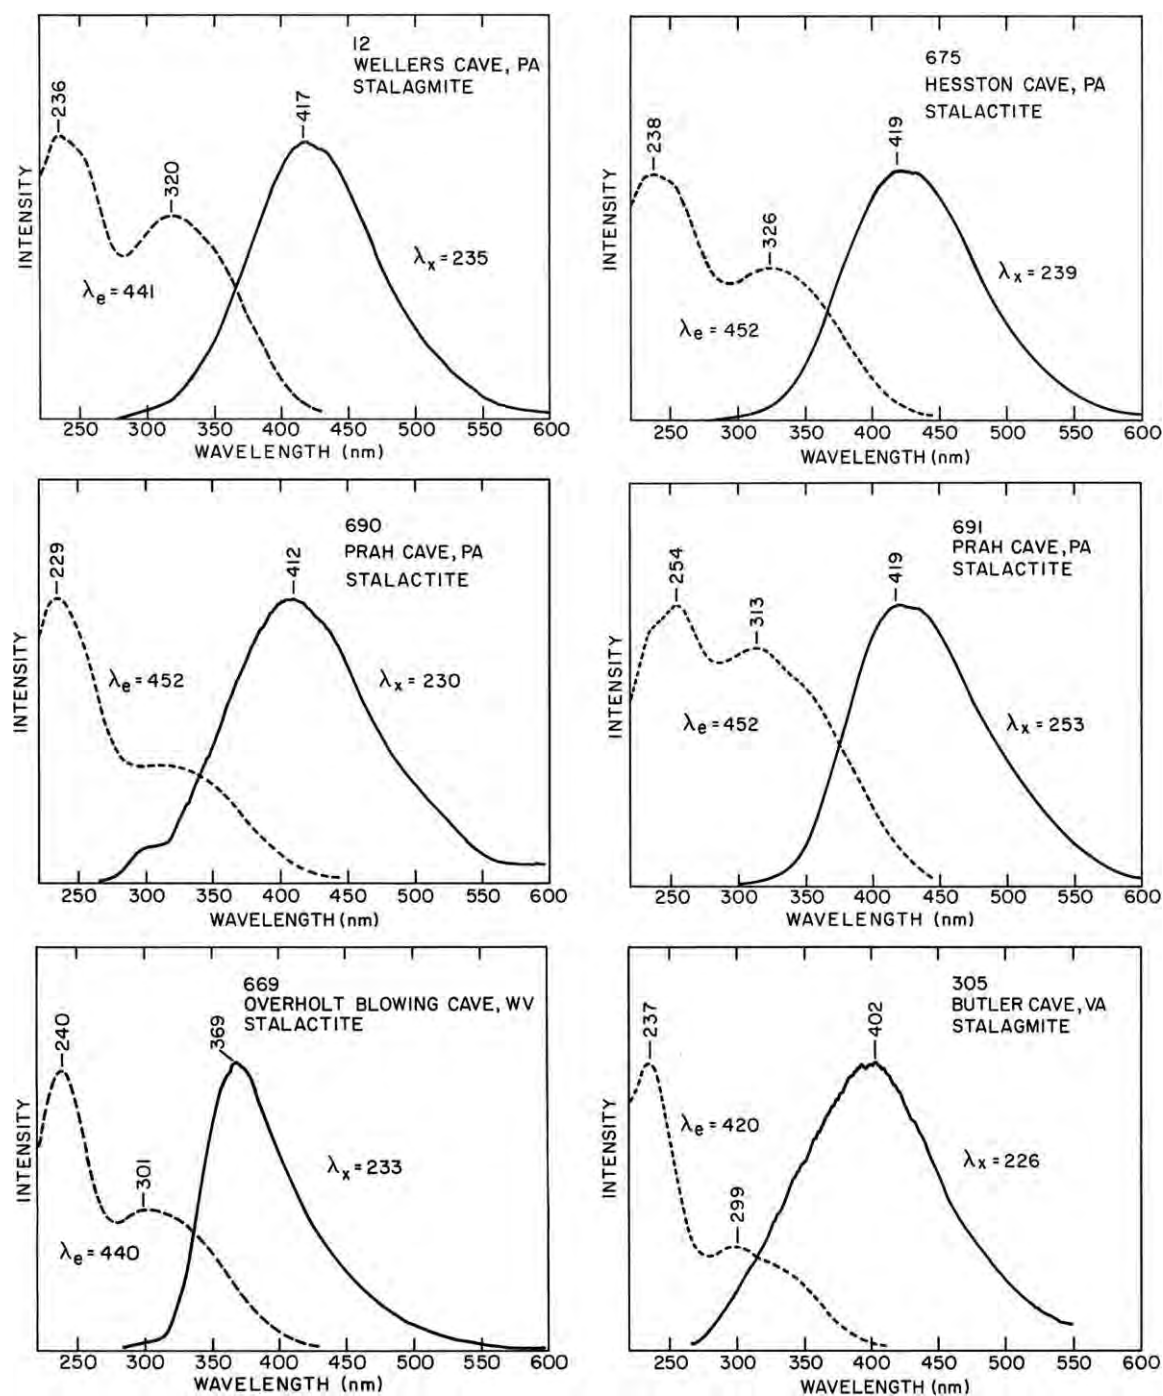 12
WELLERS CAVE, PA
STALAGMITE
236
320
417
λe = 441
λx = 235
INTENSITY
250 300 350 400 450 500 550 600
WAVELENGTH (nm)
675
HESSTON CAVE, PA
STALACTITE
238
326
419
λe = 452
λx = 239
INTENSITY
250 300 350 400 450 500 550 600
WAVELENGTH (nm)
690
PRAH CAVE, PA
STALACTITE
229
412
λe = 452
λx = 230
INTENSITY
250 300 350 400 450 500 550 600
WAVELENGTH (nm)
691
PRAH CAVE, PA
STALACTITE
254
313
419
λe = 452
λx = 253
INTENSITY
250 300 350 400 450 500 550 600
WAVELENGTH (nm)
669
OVERHOLT BLOWING CAVE, WV
STALACTITE
240
301
369
λe = 440
λx = 233
INTENSITY
250 300 350 400 450 500 550 600
WAVELENGTH (nm)
305
BUTLER CAVE, VA
STALAGMITE
237
299
402
λe = 420
λx = 226
INTENSITY
250 300 350 400 450 500 550 600
WAVELENGTH (nm)